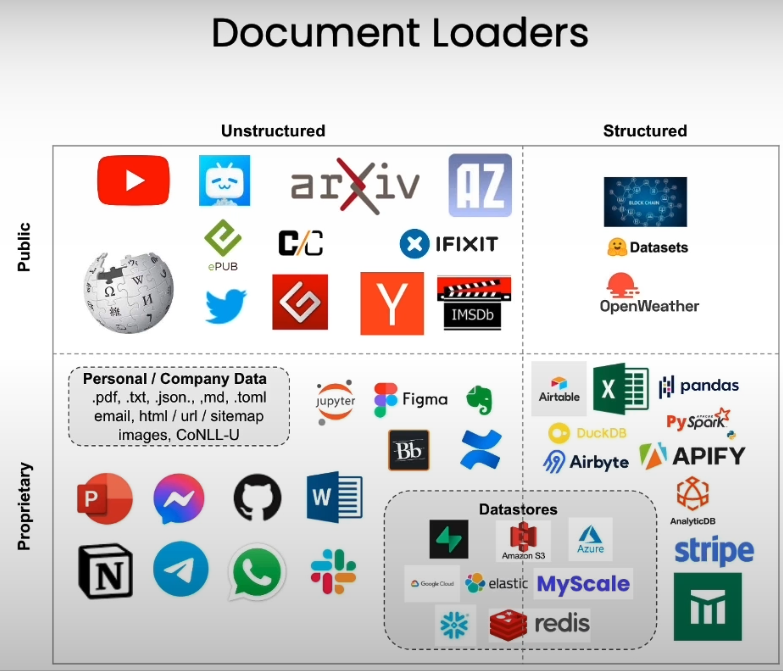 Document Loaders
Unstructured
Structured
Public
arXiv
AZ
BLOCK CHAIN
ePUB
C/C
IFIXIT
Datasets
Ω
W
И
維
Y
IMSDb
OpenWeather
Proprietary
Personal / Company Data
.pdf, .txt, .json., ,md, .toml
email, html / url / sitemap
images, CoNLL-U
jupyter
Figma
Airtable
X
pandas
APACHE
PySpark
Bb
DuckDB
Airbyte
APIFY
P
W
Datastores
Amazon S3
Azure
AnalyticDB
N
Google Cloud
elastic
MyScale
stripe
redis